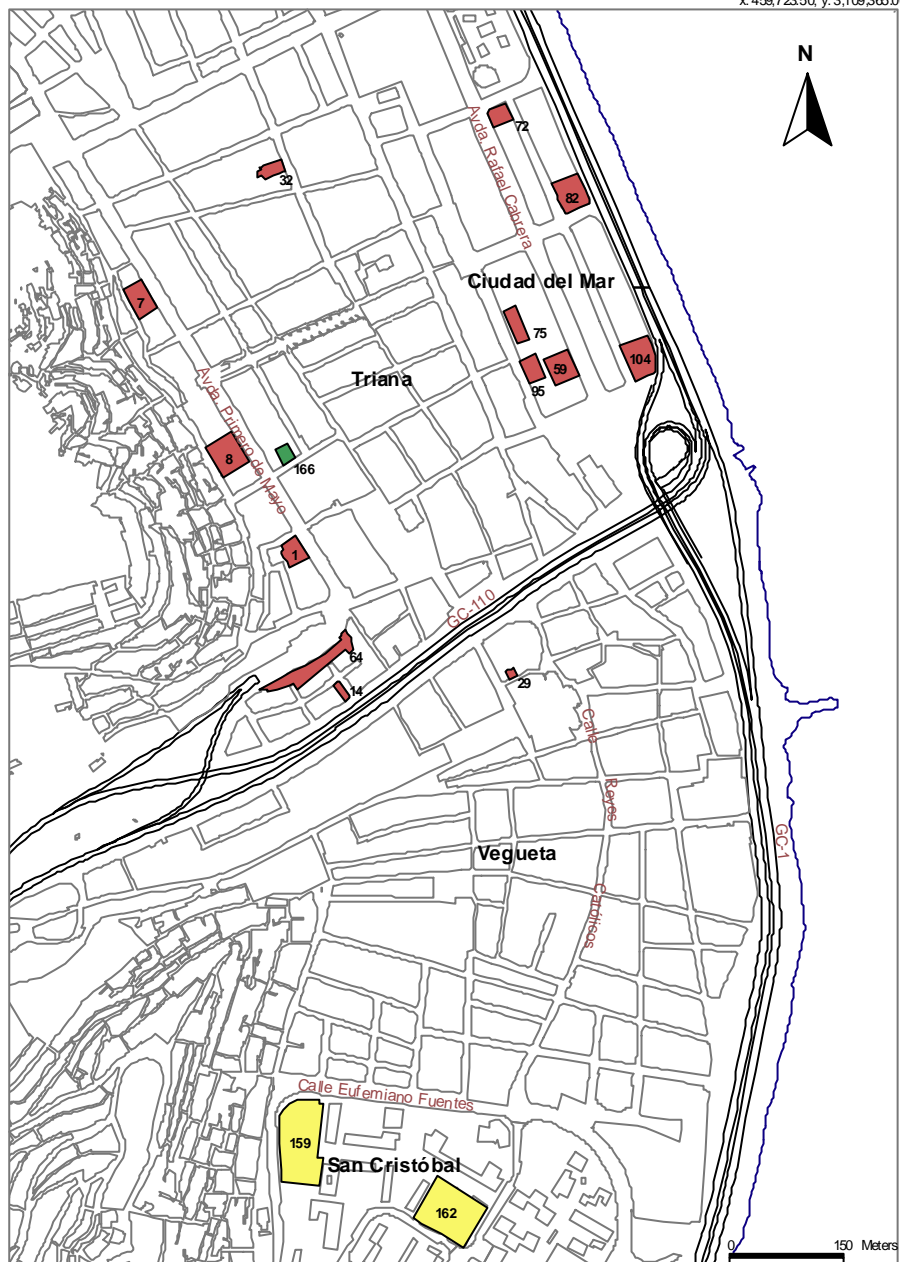 N
Avda. Rafael Cabrera
72
32
82
Ciudad del Mar
7
75
Triana
104
95
59
Avda. Primero de Mayo
8
166
1
GC-110
64
29
14
Calle
Reyes
Católicos
GC-1
Vegueta
Calle Eufemiano Fuentes
159
San Cristóbal
162
0 150 Meters